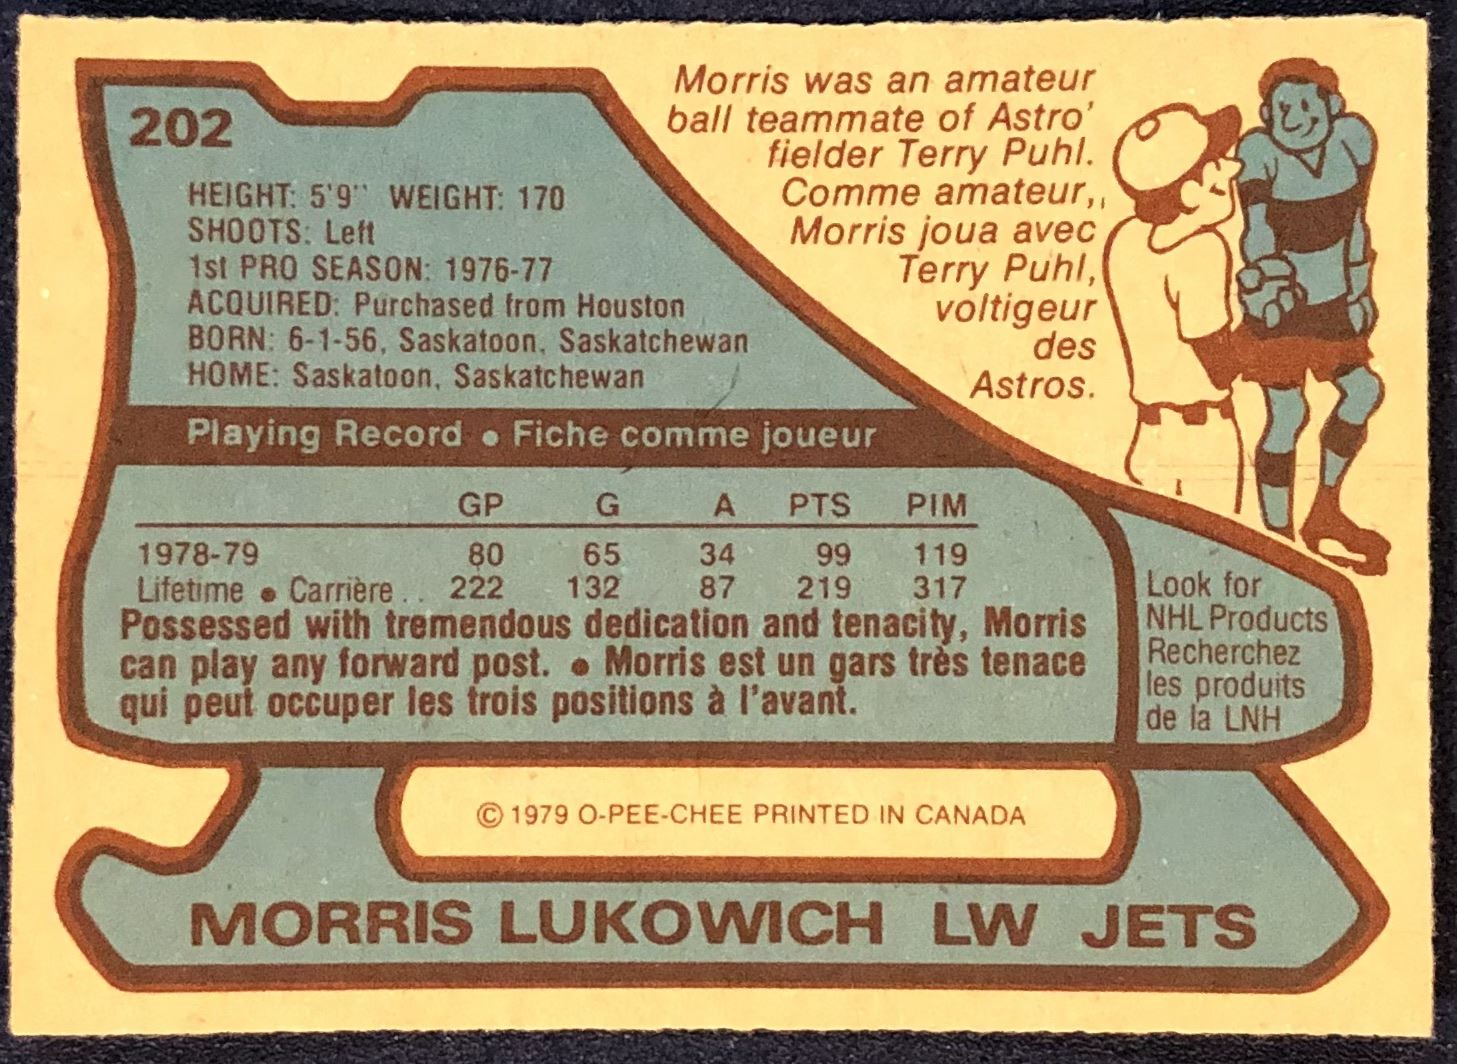 202
Morris was an amateur
ball teammate of Astro'
fielder Terry Puhl.
Comme amateur,
Morris joua avec
Terry Puhl,
voltigeur
des
Astros.
HEIGHT: 5'9" WEIGHT: 170
SHOOTS: Left
1st PRO SEASON: 1976-77
ACQUIRED: Purchased from Houston
BORN: 6-1-56, Saskatoon, Saskatchewan
HOME: Saskatoon, Saskatchewan
Playing Record • Fiche comme joueur
GP G A PTS PIM
1978-79 80 65 34 99 119
Lifetime • Carrière .. 222 132 87 219 317
Possessed with tremendous dedication and tenacity, Morris
can play any forward post. • Morris est un gars très tenace
qui peut occuper les trois positions à l'avant.
Look for
NHL Products
Recherchez
les produits
de la LNH
© 1979 O-PEE-CHEE PRINTED IN CANADA
MORRIS LUKOWICH LW JETS